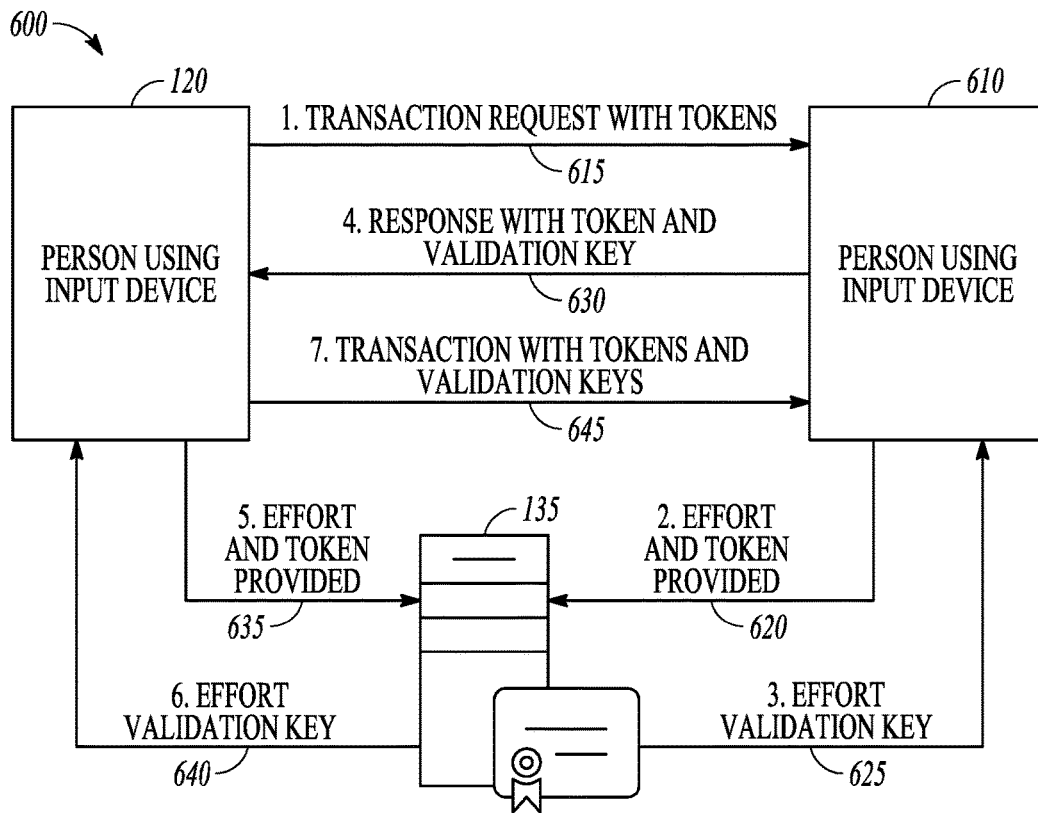 600
120
610
1. TRANSACTION REQUEST WITH TOKENS
615
4. RESPONSE WITH TOKEN AND
VALIDATION KEY
630
PERSON USING
INPUT DEVICE
PERSON USING
INPUT DEVICE
7. TRANSACTION WITH TOKENS AND
VALIDATION KEYS
645
5. EFFORT
AND TOKEN
PROVIDED
635
135
2. EFFORT
AND TOKEN
PROVIDED
620
6. EFFORT
VALIDATION KEY
640
3. EFFORT
VALIDATION KEY
625